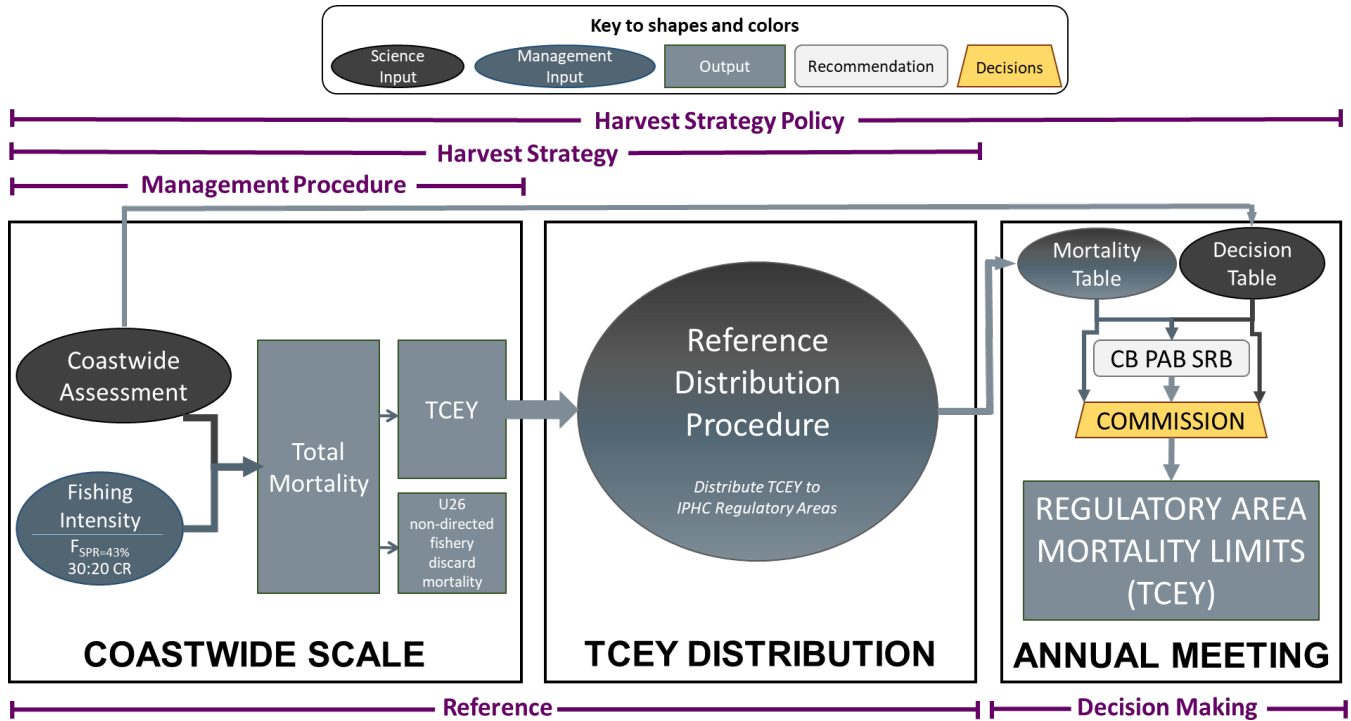 Key to shapes and colors
Science
Input
Management
Input
Output
Recommendation
Decisions
Harvest Strategy Policy
Harvest Strategy
Management Procedure
Coastwide
Assessment
Fishing
Intensity
FSPR=43%
30:20 CR
Total
Mortality
TCEY
U26
non-directed
fishery
discard
mortality
COASTWIDE SCALE
Reference
Distribution
Procedure
Distribute TCEY to
IPHC Regulatory Areas
TCEY DISTRIBUTION
Mortality
Table
Decision
Table
CB PAB SRB
COMMISSION
REGULATORY AREA
MORTALITY LIMITS
(TCEY)
ANNUAL MEETING
Reference
Decision Making